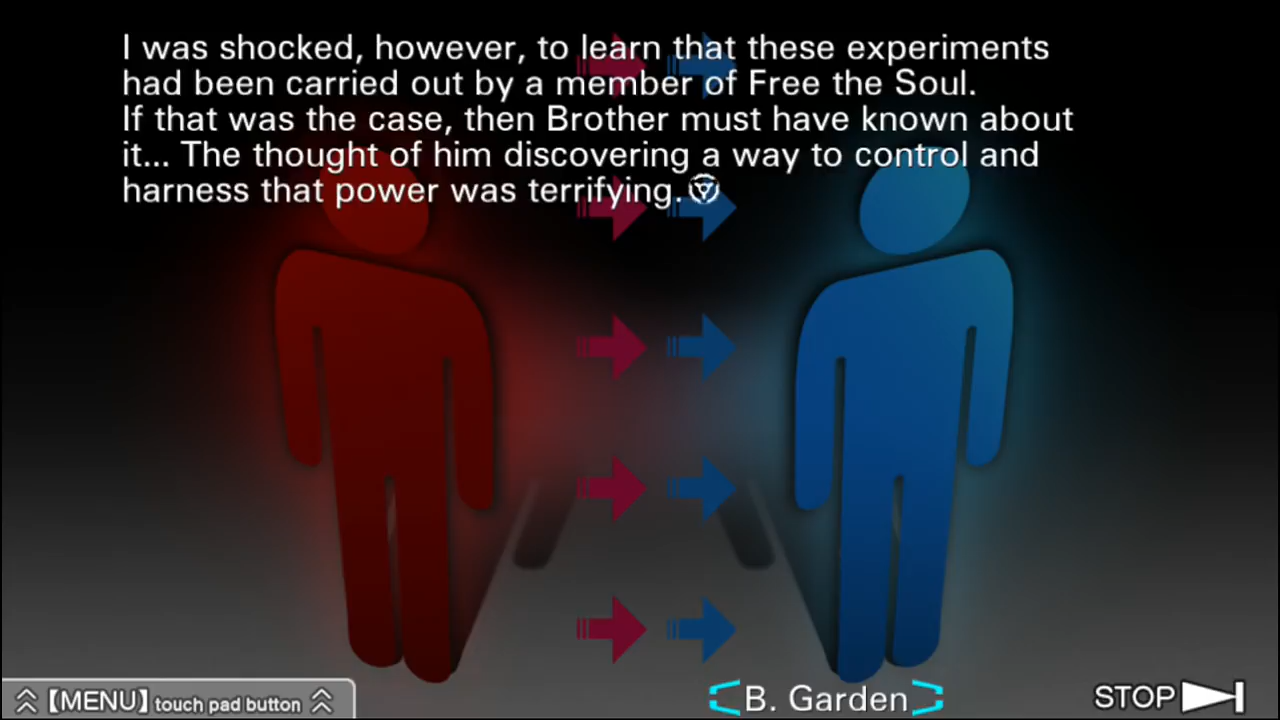 I was shocked, however, to learn that these experiments
had been carried out by a member of Free the Soul.
If that was the case, then Brother must have known about
it... The thought of him discovering a way to control and
harness that power was terrifying.
【MENU】 touch pad button
B. Garden
STOP